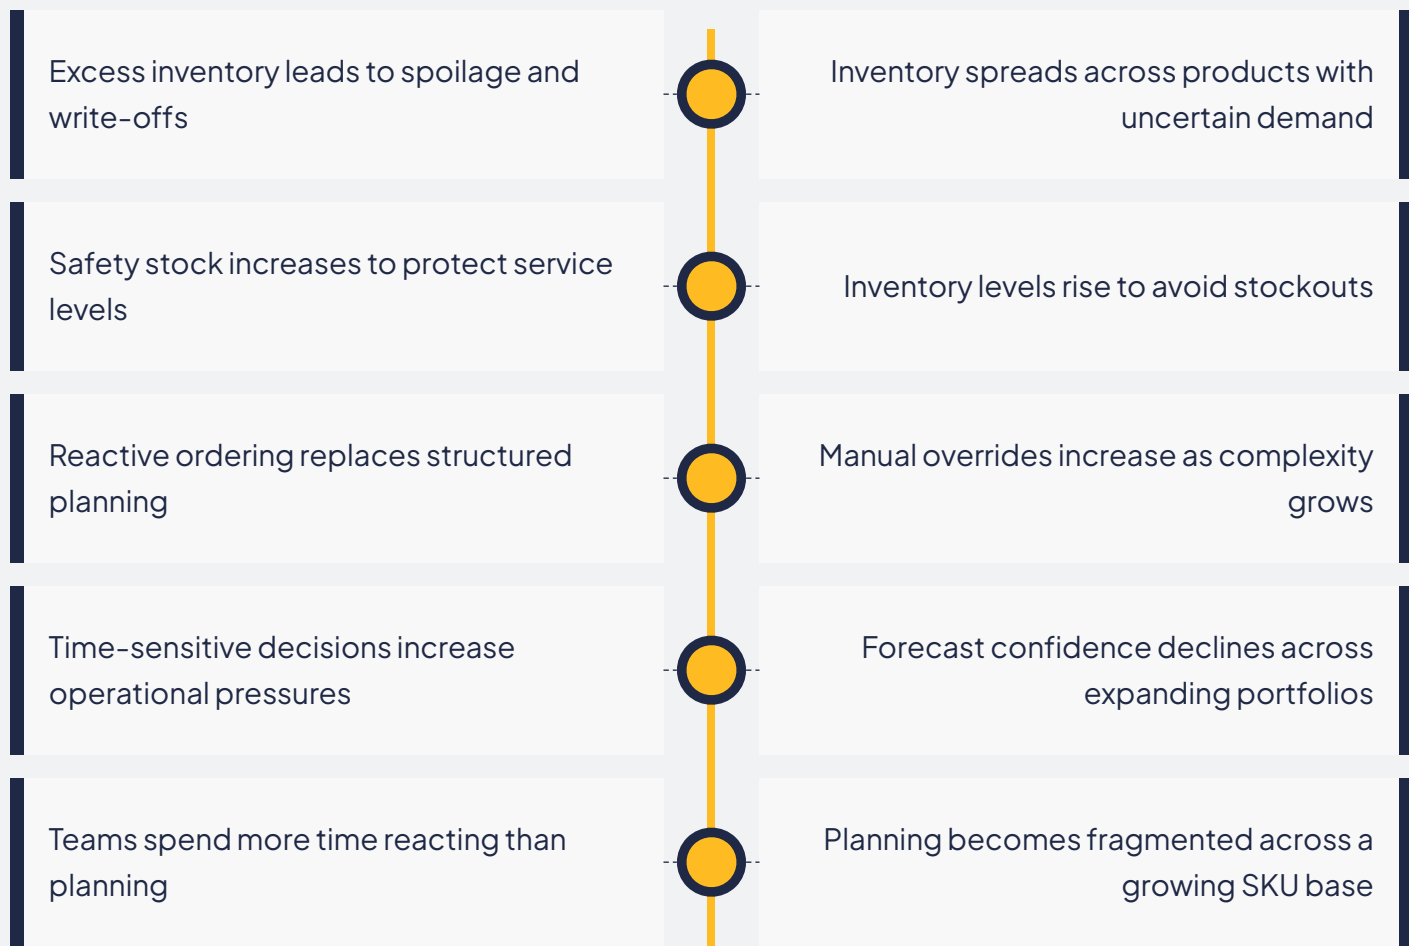 Excess inventory leads to spoilage and
write-offs
Inventory spreads across products with
uncertain demand
Safety stock increases to protect service
levels
Inventory levels rise to avoid stockouts
Reactive ordering replaces structured
planning
Manual overrides increase as complexity
grows
Time-sensitive decisions increase
operational pressures
Forecast confidence declines across
expanding portfolios
Teams spend more time reacting than
planning
Planning becomes fragmented across a
growing SKU base